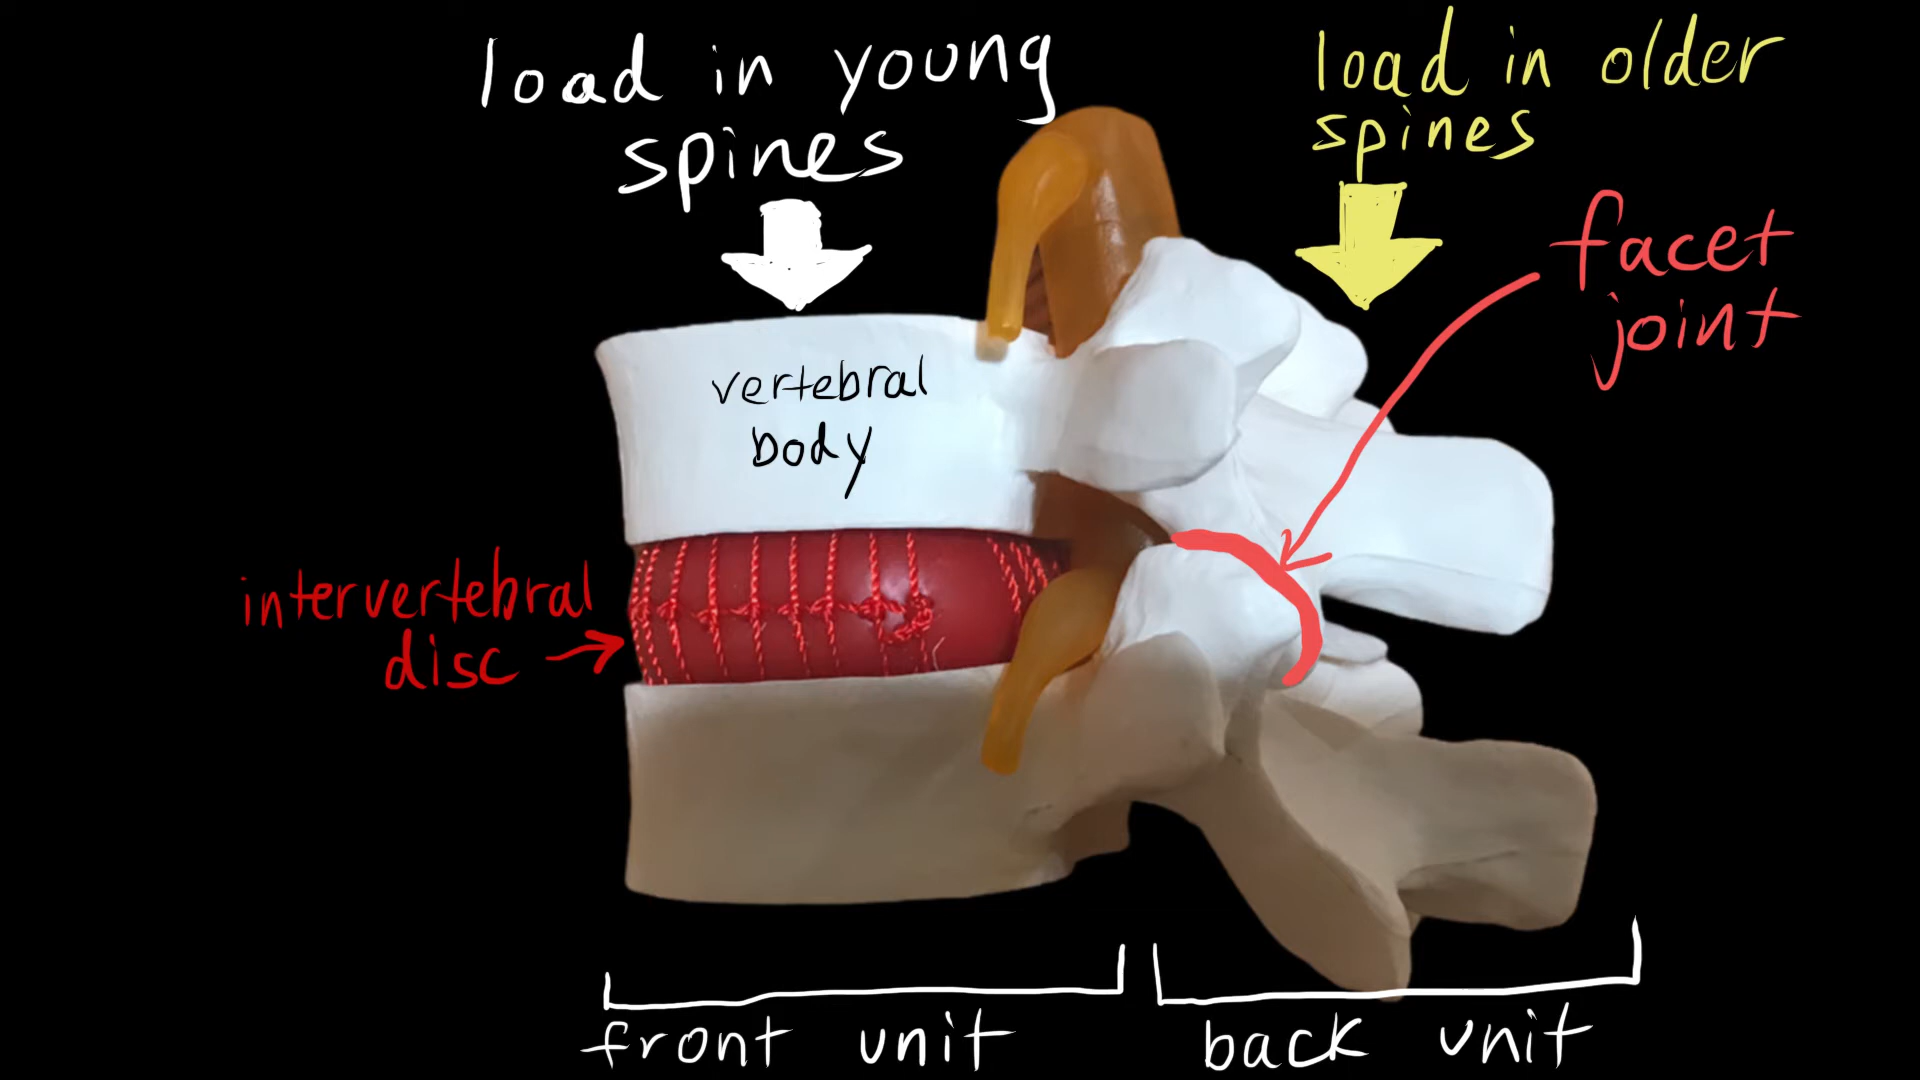 load in young
spines
load in older
spines
facet
joint
vertebral
body
intervertebral
disc
front unit
back unit